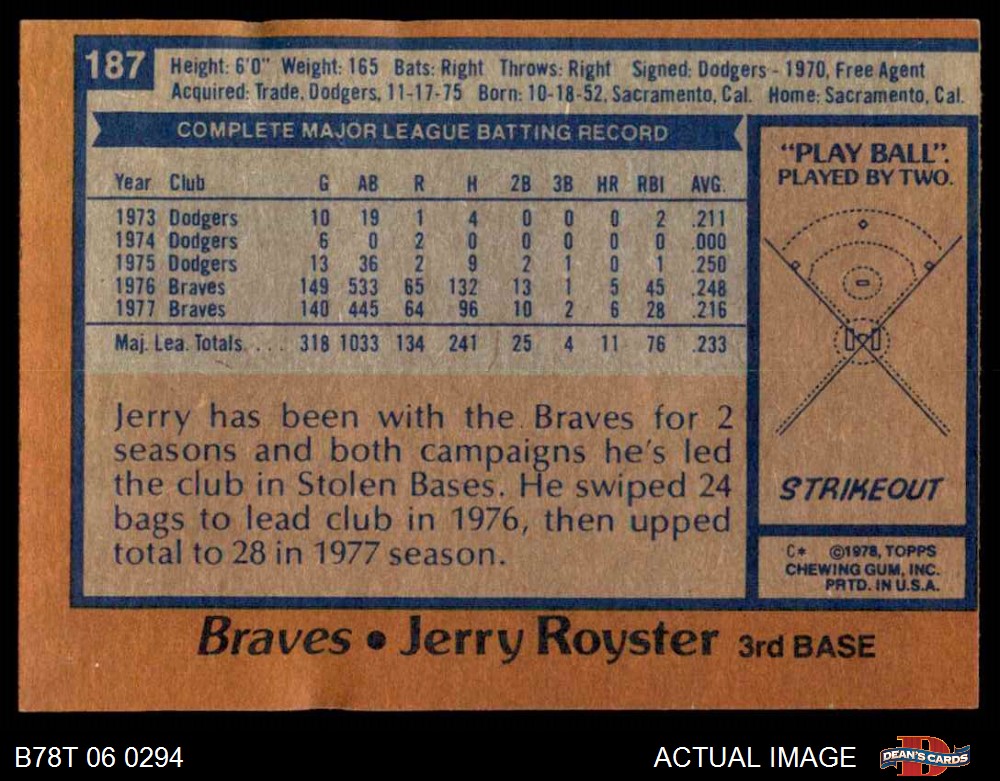 187
Height: 6'0" Weight: 165 Bats: Right Throws: Right Signed: Dodgers - 1970, Free Agent
Acquired: Trade, Dodgers, 11-17-75 Born: 10-18-52, Sacramento, Cal. Home: Sacramento, Cal.
COMPLETE MAJOR LEAGUE BATTING RECORD
Year Club G AB R H 2B 3B HR RBI AVG.
1973 Dodgers 10 19 1 4 0 0 0 2 .211
1974 Dodgers 6 0 2 0 0 0 0 0 .000
1975 Dodgers 13 36 2 9 2 1 0 1 .250
1976 Braves 149 533 65 132 13 1 5 45 .248
1977 Braves 140 445 64 96 10 2 6 28 .216
Maj. Lea. Totals. . . . 318 1033 134 241 25 4 11 76 .233
Jerry has been with the Braves for 2
seasons and both campaigns he's led
the club in Stolen Bases. He swiped 24
bags to lead club in 1976, then upped
total to 28 in 1977 season.
"PLAY BALL".
PLAYED BY TWO.
STRIKEOUT
C* ©1978, TOPPS
CHEWING GUM, INC.
PRTD. IN U.S.A.
Braves • Jerry Royster 3rd BASE
B78T 06 0294
ACTUAL IMAGE
D
DEAN'S CARDS